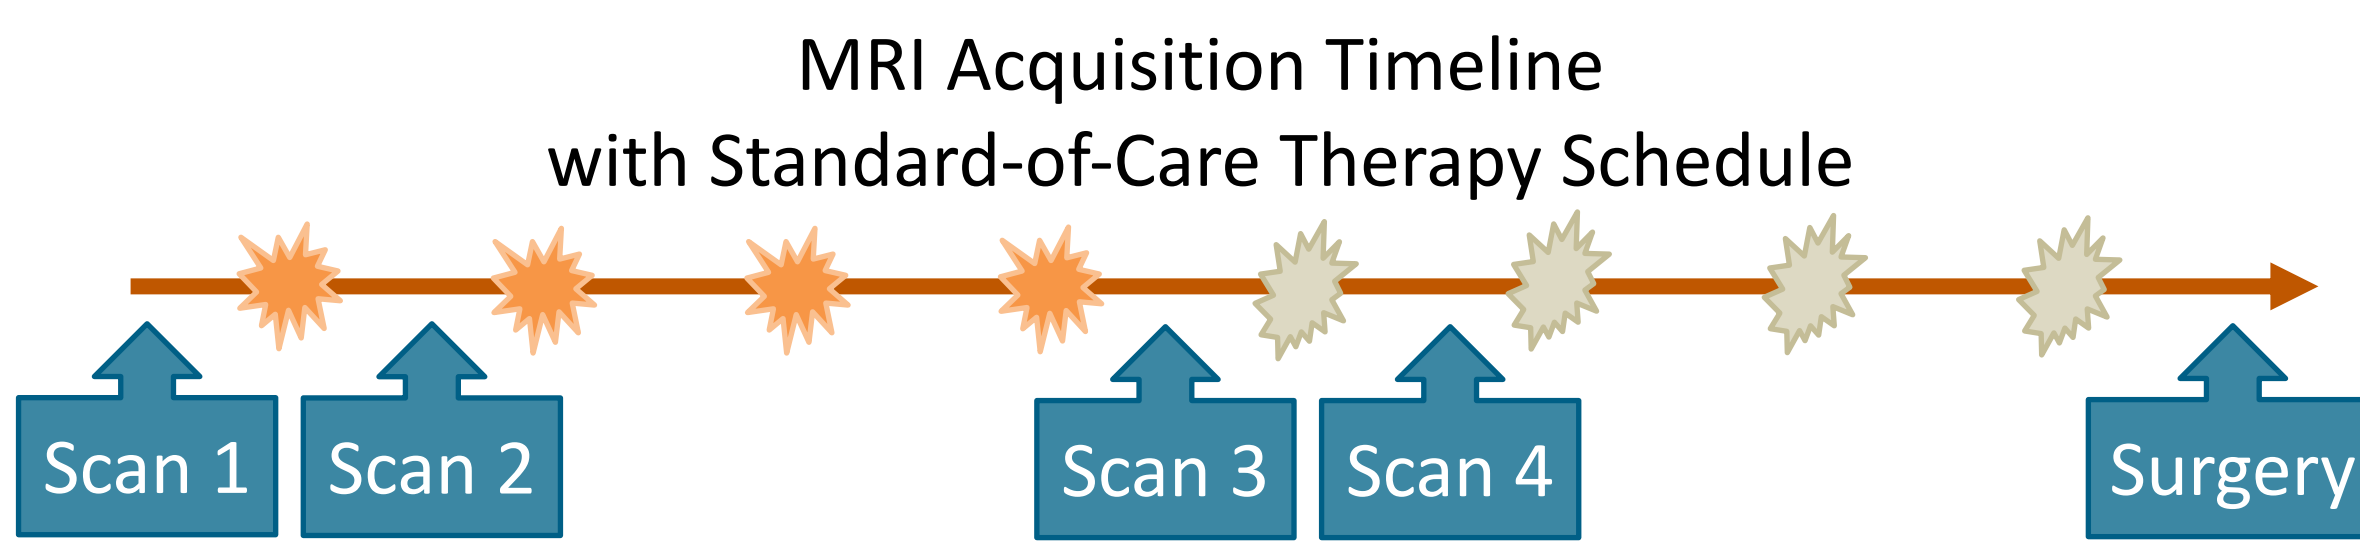 MRI Acquisition Timeline
with Standard-of-Care Therapy Schedule
Scan 1
Scan 2
Scan 3
Scan 4
Surgery